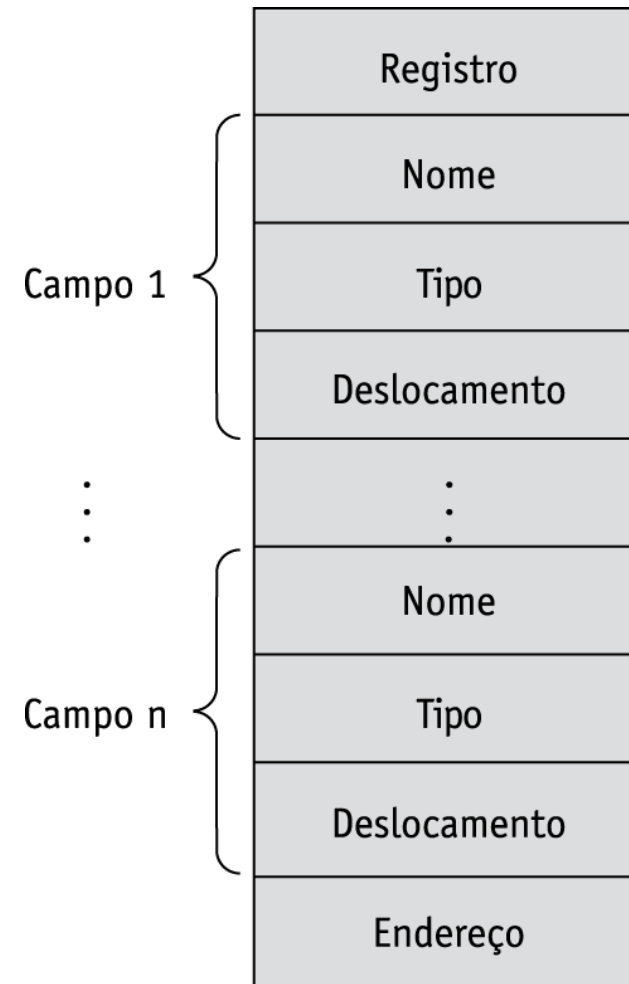 Registro
Nome
Campo 1
Tipo
Deslocamento
Nome
Campo n
Tipo
Deslocamento
Endereço